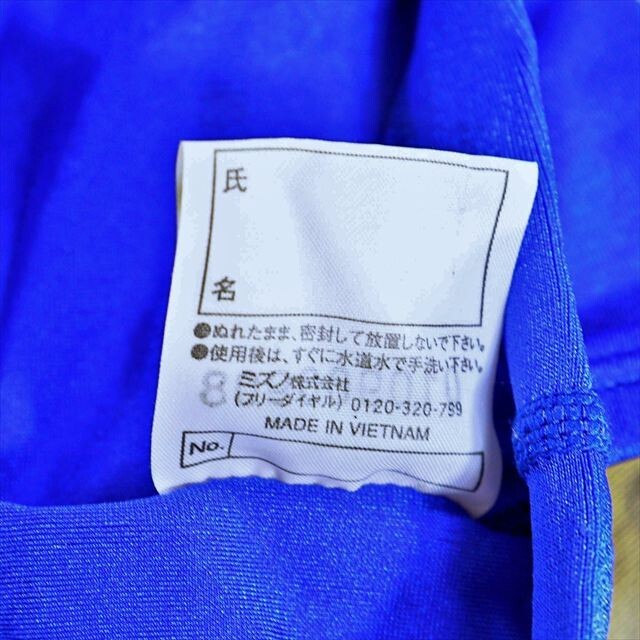 氏
名
●ぬれたまま、密封して放置しないで下さい。
●使用後は、すぐに水道水で手洗い下さい。
ミズノ株式会社
(フリーダイヤル) 0120-320-799
MADE IN VIETNAM
No.